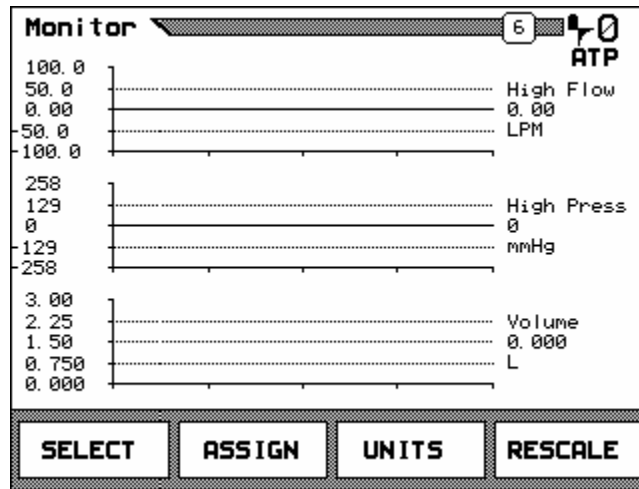 Monitor 6 0
ATP
100.0
50.0 High Flow
0.00 0.00
-50.0 LPM
-100.0
258
129 High Press
0 0
-129 mmHg
-258
3.00
2.25 Volume
1.50 0.000
0.750 L
0.000
SELECT ASSIGN UNITS RESCALE